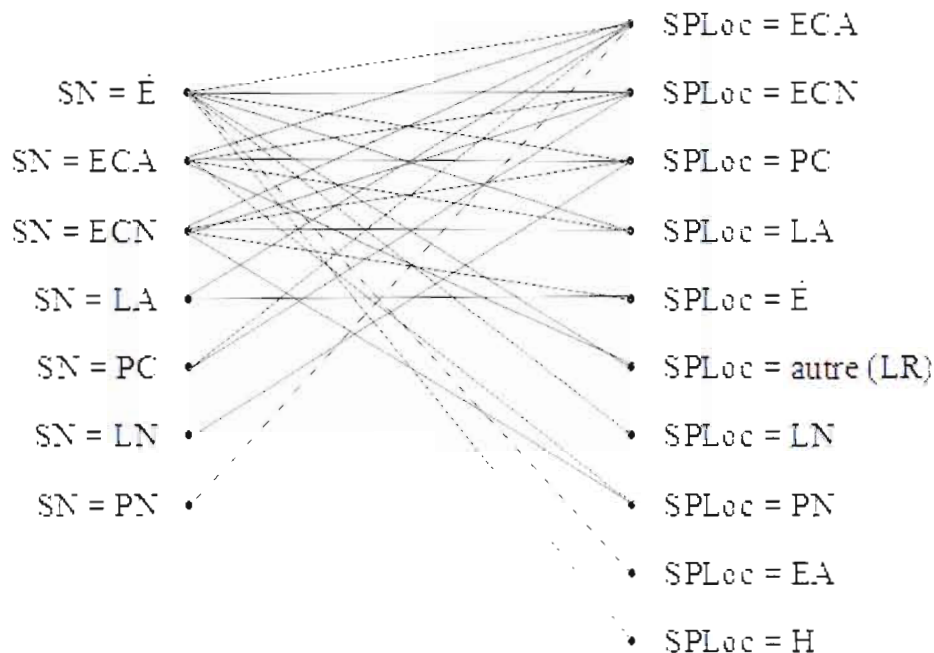 SPLoc = ECA
SN = É
SPLoc = ECN
SN = ECA
SPLoc = PC
SN = ECN
SPLoc = LA
SN = LA
SPLoc = É
SN = PC
SPLoc = autre (LR)
SN = LN
SPLoc = LN
SN = PN
SPLoc = PN
SPLoc = EA
SPLoc = H